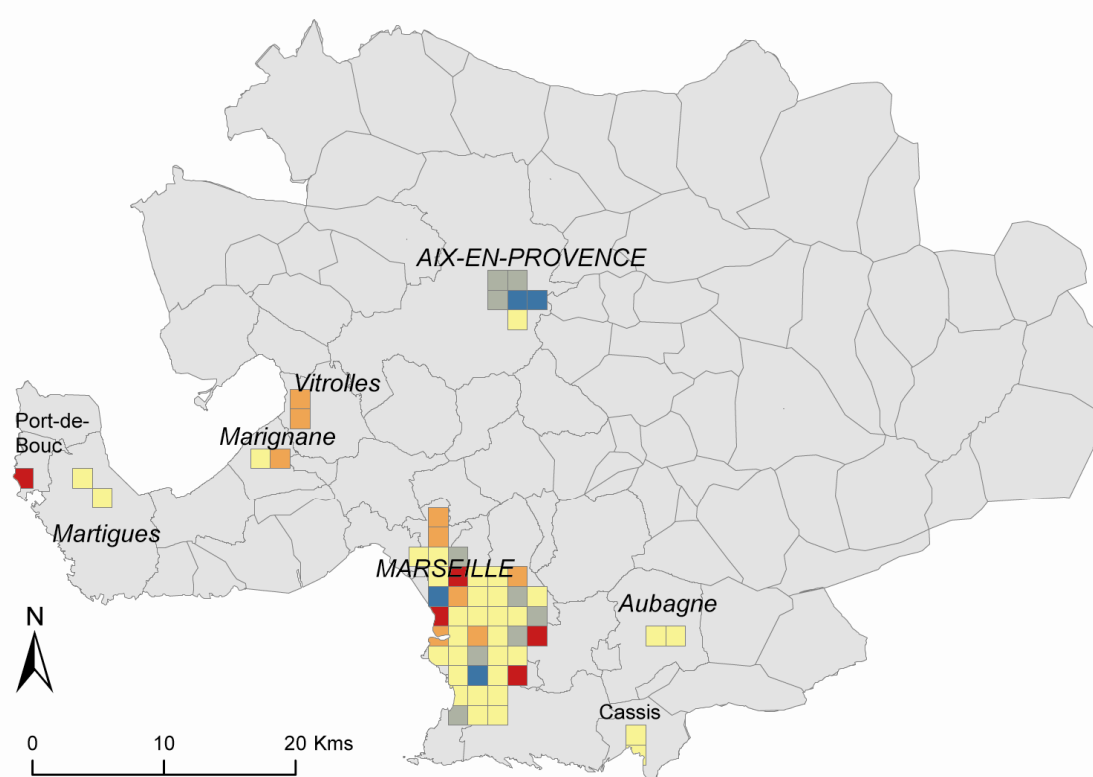 AIX-EN-PROVENCE
Vitrolles
Port-de-
Bouc
Marignane
Martigues
MARSEILLE
Aubagne
N
Cassis
0 10 20 Kms